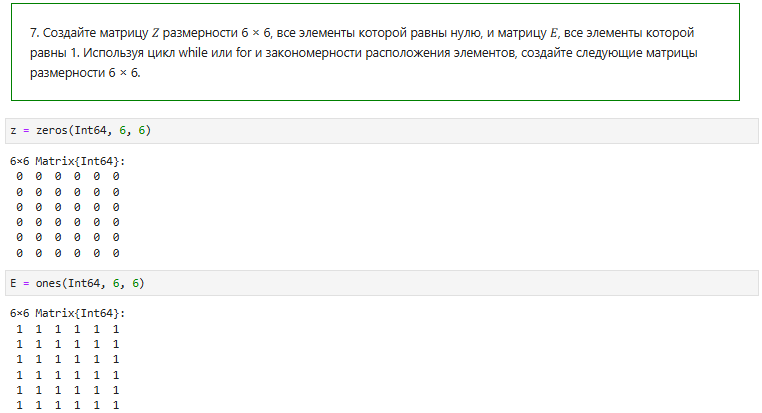 7. Создайте матрицу Z размерности 6 × 6, все элементы которой равны нулю, и матрицу E, все элементы которой
равны 1. Используя цикл while или for и закономерности расположения элементов, создайте следующие матрицы
размерности 6 × 6.
z = zeros(Int64, 6, 6)
6×6 Matrix{Int64}:
0 0 0 0 0 0
0 0 0 0 0 0
0 0 0 0 0 0
0 0 0 0 0 0
0 0 0 0 0 0
0 0 0 0 0 0
E = ones(Int64, 6, 6)
6×6 Matrix{Int64}:
1 1 1 1 1 1
1 1 1 1 1 1
1 1 1 1 1 1
1 1 1 1 1 1
1 1 1 1 1 1
1 1 1 1 1 1